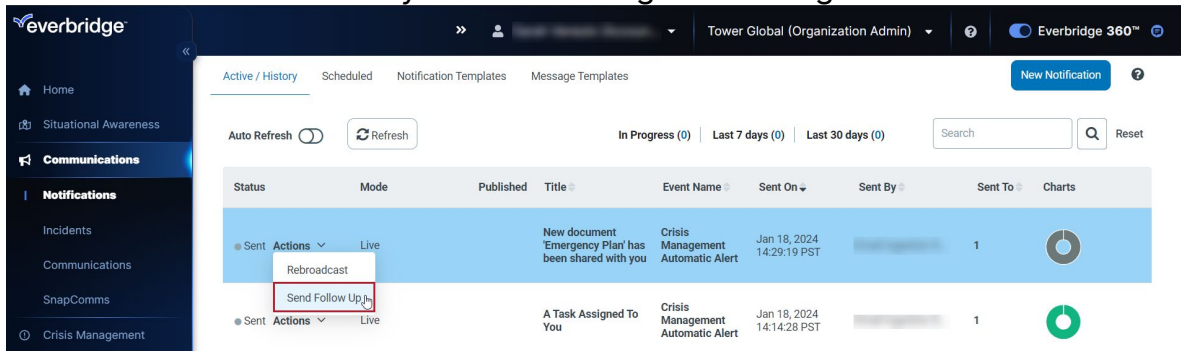 everbridge™
Tower Global (Organization Admin)
Everbridge 360™
Home
Situational Awareness
Communications
Notifications
Incidents
Communications
SnapComms
Crisis Management
Active / History Scheduled Notification Templates Message Templates
New Notification
Auto Refresh Refresh In Progress (0) Last 7 days (0) Last 30 days (0) Search Reset
Status Mode Published Title Event Name Sent On Sent By Sent To Charts
Sent Actions Live
New document
'Emergency Plan' has
been shared with you
Crisis
Management
Automatic Alert
Jan 18, 2024
14:29:19 PST
1
Rebroadcast
Send Follow Up
Sent Actions Live
A Task Assigned To
You
Crisis
Management
Automatic Alert
Jan 18, 2024
14:14:28 PST
1